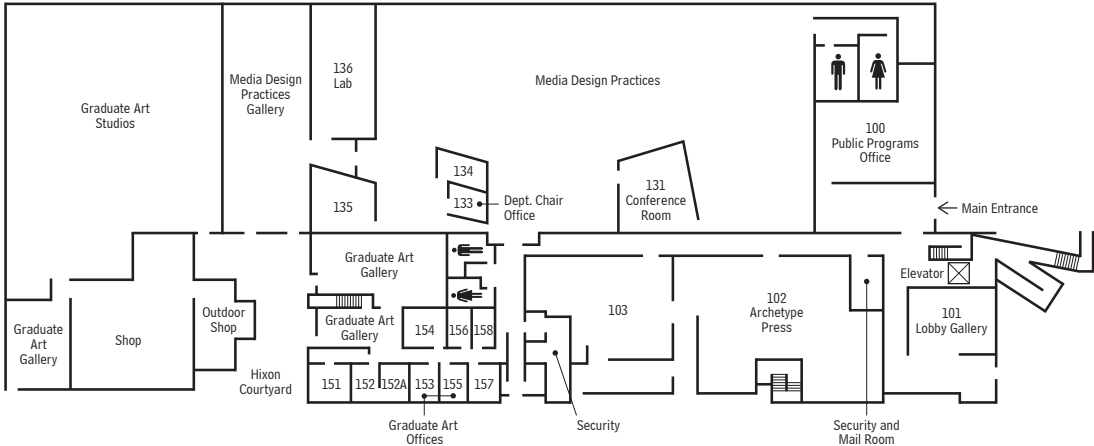 Graduate Art
Studios
Media Design
Practices
Gallery
136
Lab
Media Design Practices
100
Public Programs
Office
134
133
Dept. Chair
Office
135
131
Conference
Room
Main Entrance
Graduate Art
Gallery
Elevator
Graduate
Art
Gallery
Shop
Outdoor
Shop
Graduate Art
Gallery
154
156
158
103
102
Archetype
Press
101
Lobby Gallery
Hixon
Courtyard
151
152
152A
153
155
157
Graduate Art
Offices
Security
Security and
Mail Room